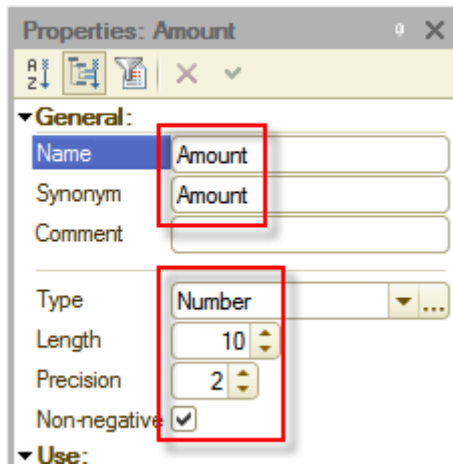 Properties: Amount
General:
Name Amount
Synonym Amount
Comment
Type Number ...
Length 10
Precision 2
Non-negative
Use: